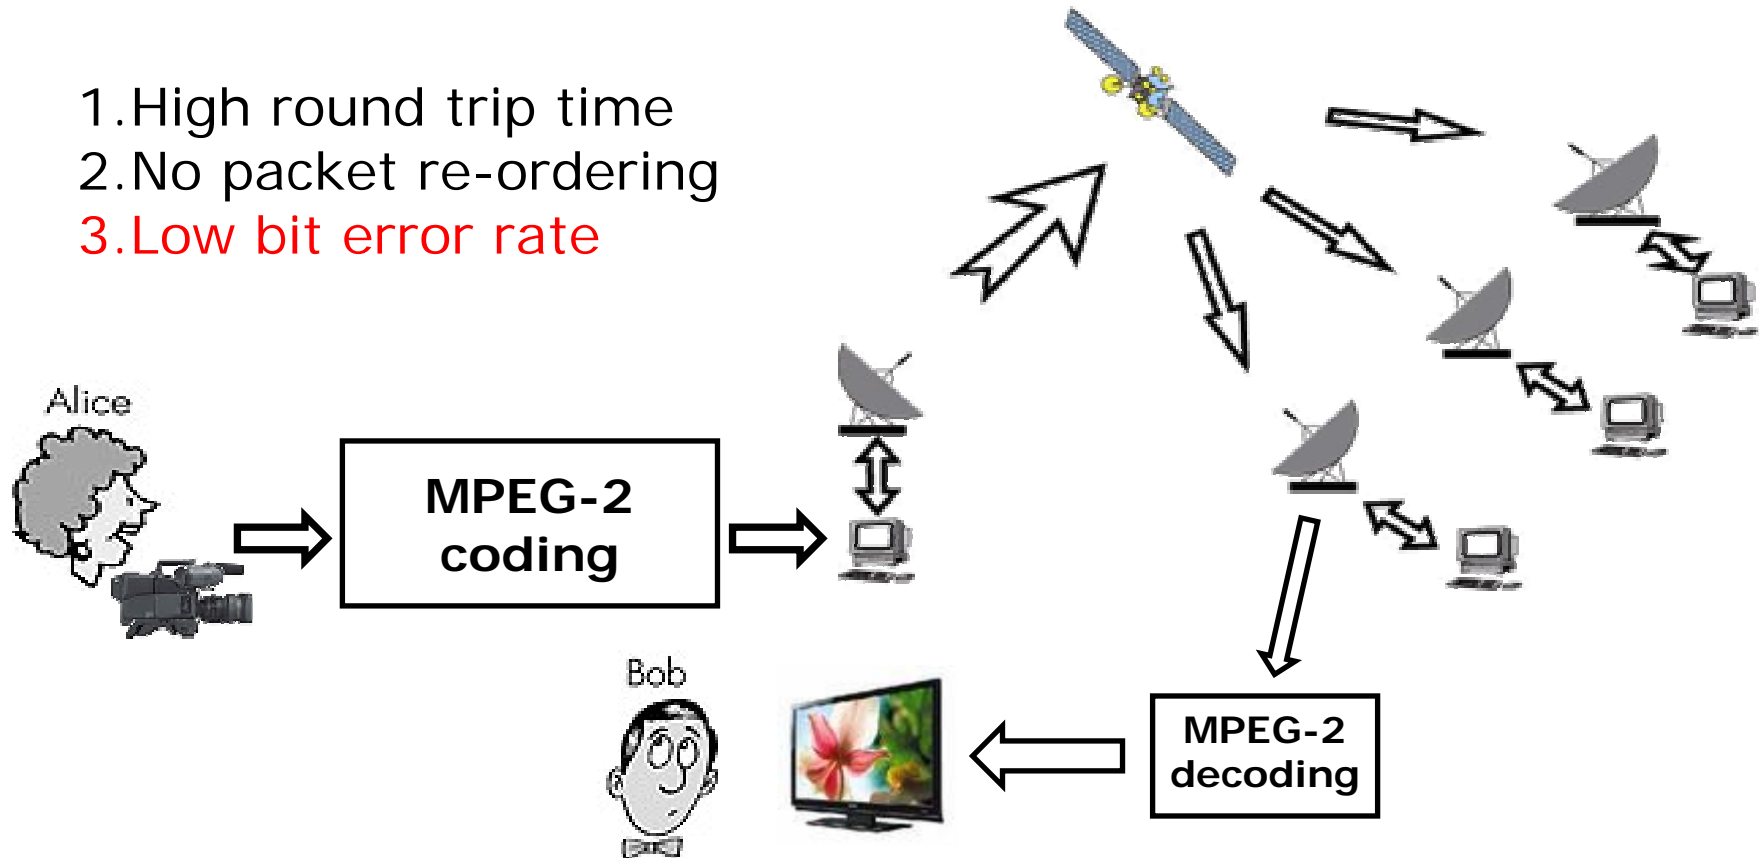 1.High round trip time
2.No packet re-ordering
3.Low bit error rate
Alice
MPEG-2
coding
Bob
MPEG-2
decoding